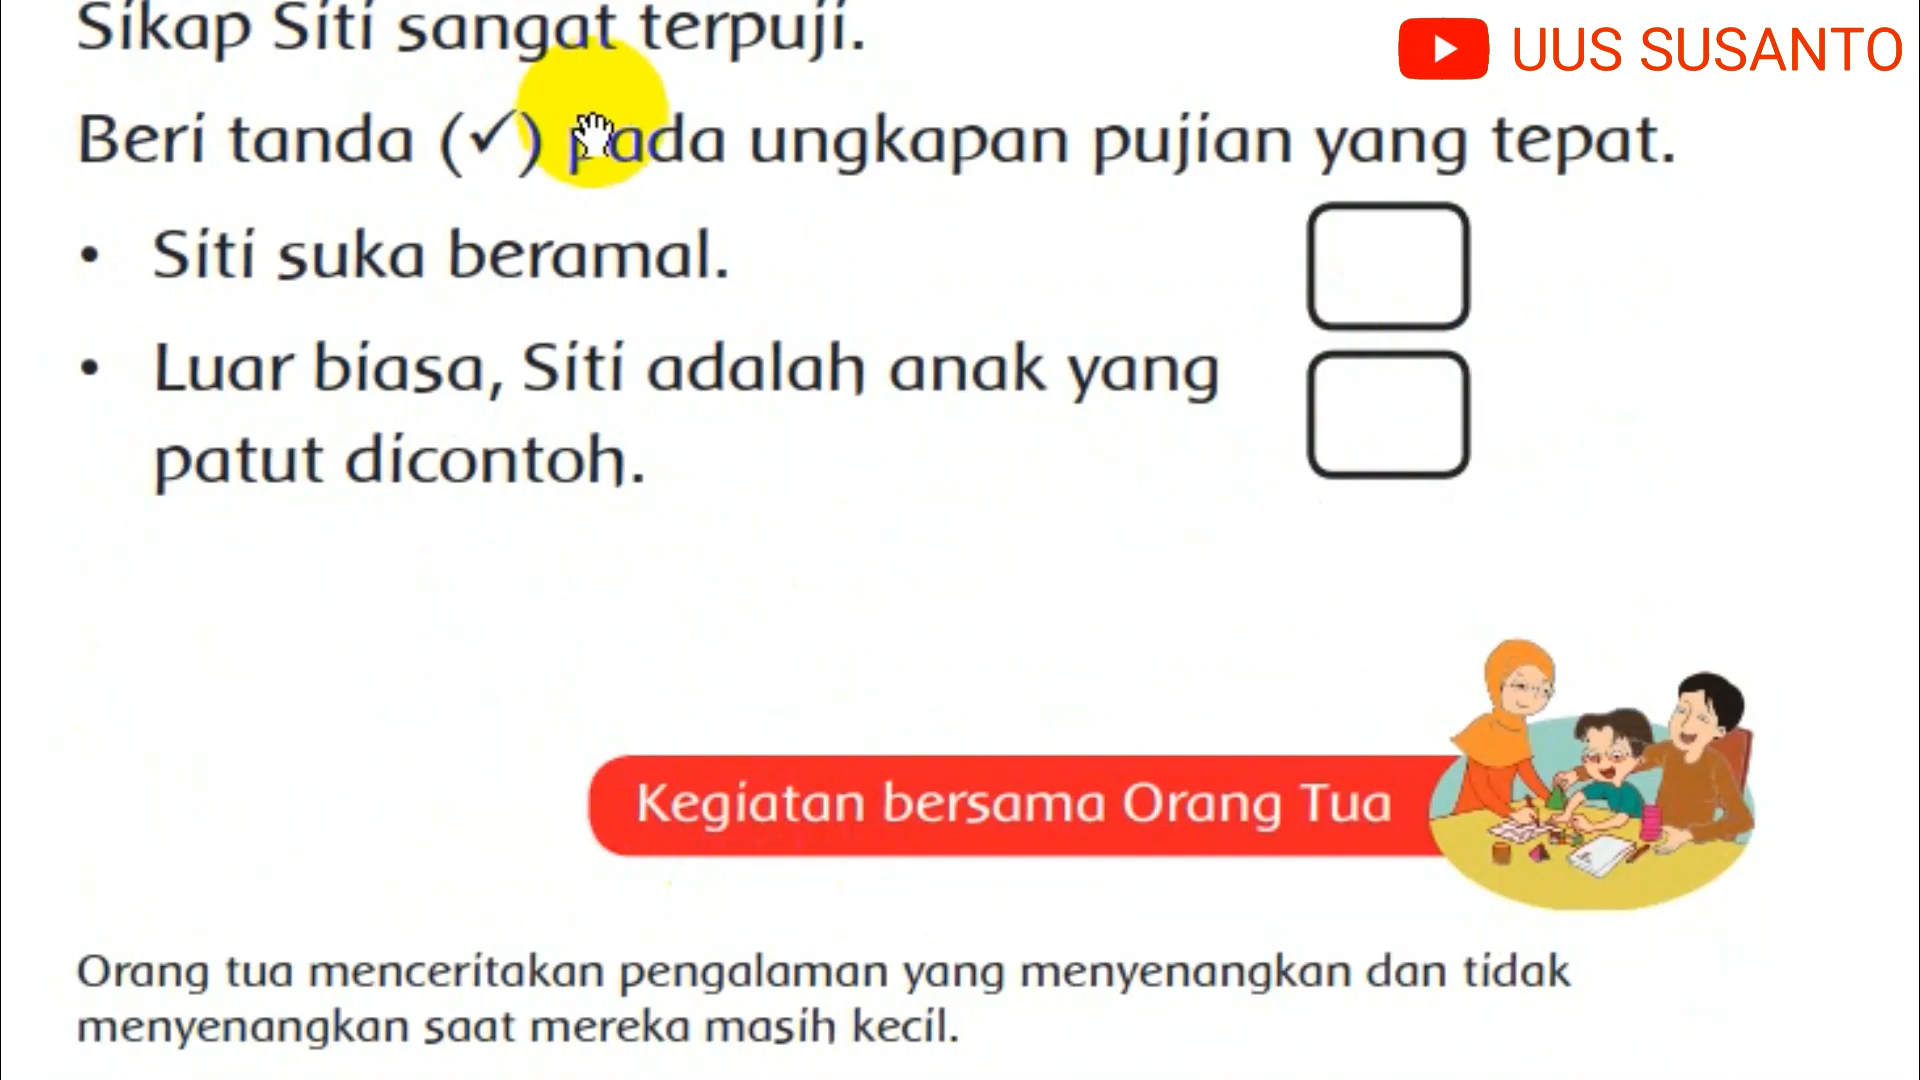 Sikap Siti sangat terpuji.
UUS SUSANTO
Beri tanda (✓) pada ungkapan pujian yang tepat.
• Siti suka beramal.
• Luar biasa, Siti adalah anak yang
patut dicontoh.
Kegiatan bersama Orang Tua
Orang tua menceritakan pengalaman yang menyenangkan dan tidak
menyenangkan saat mereka masih kecil.